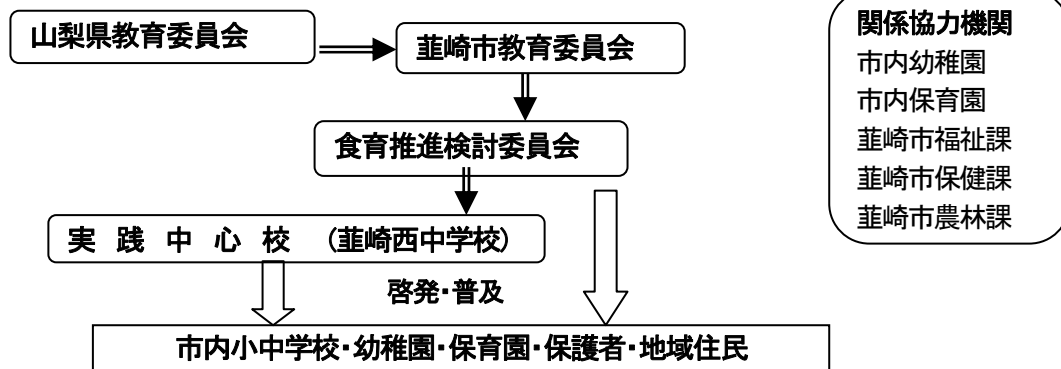 山梨県教育委員会
韮崎市教育委員会
食育推進検討委員会
実践中心校 (韮崎西中学校)
啓発・普及
市内小中学校・幼稚園・保育園・保護者・地域住民
関係協力機関
市内幼稚園
市内保育園
韮崎市福祉課
韮崎市保健課
韮崎市農林課